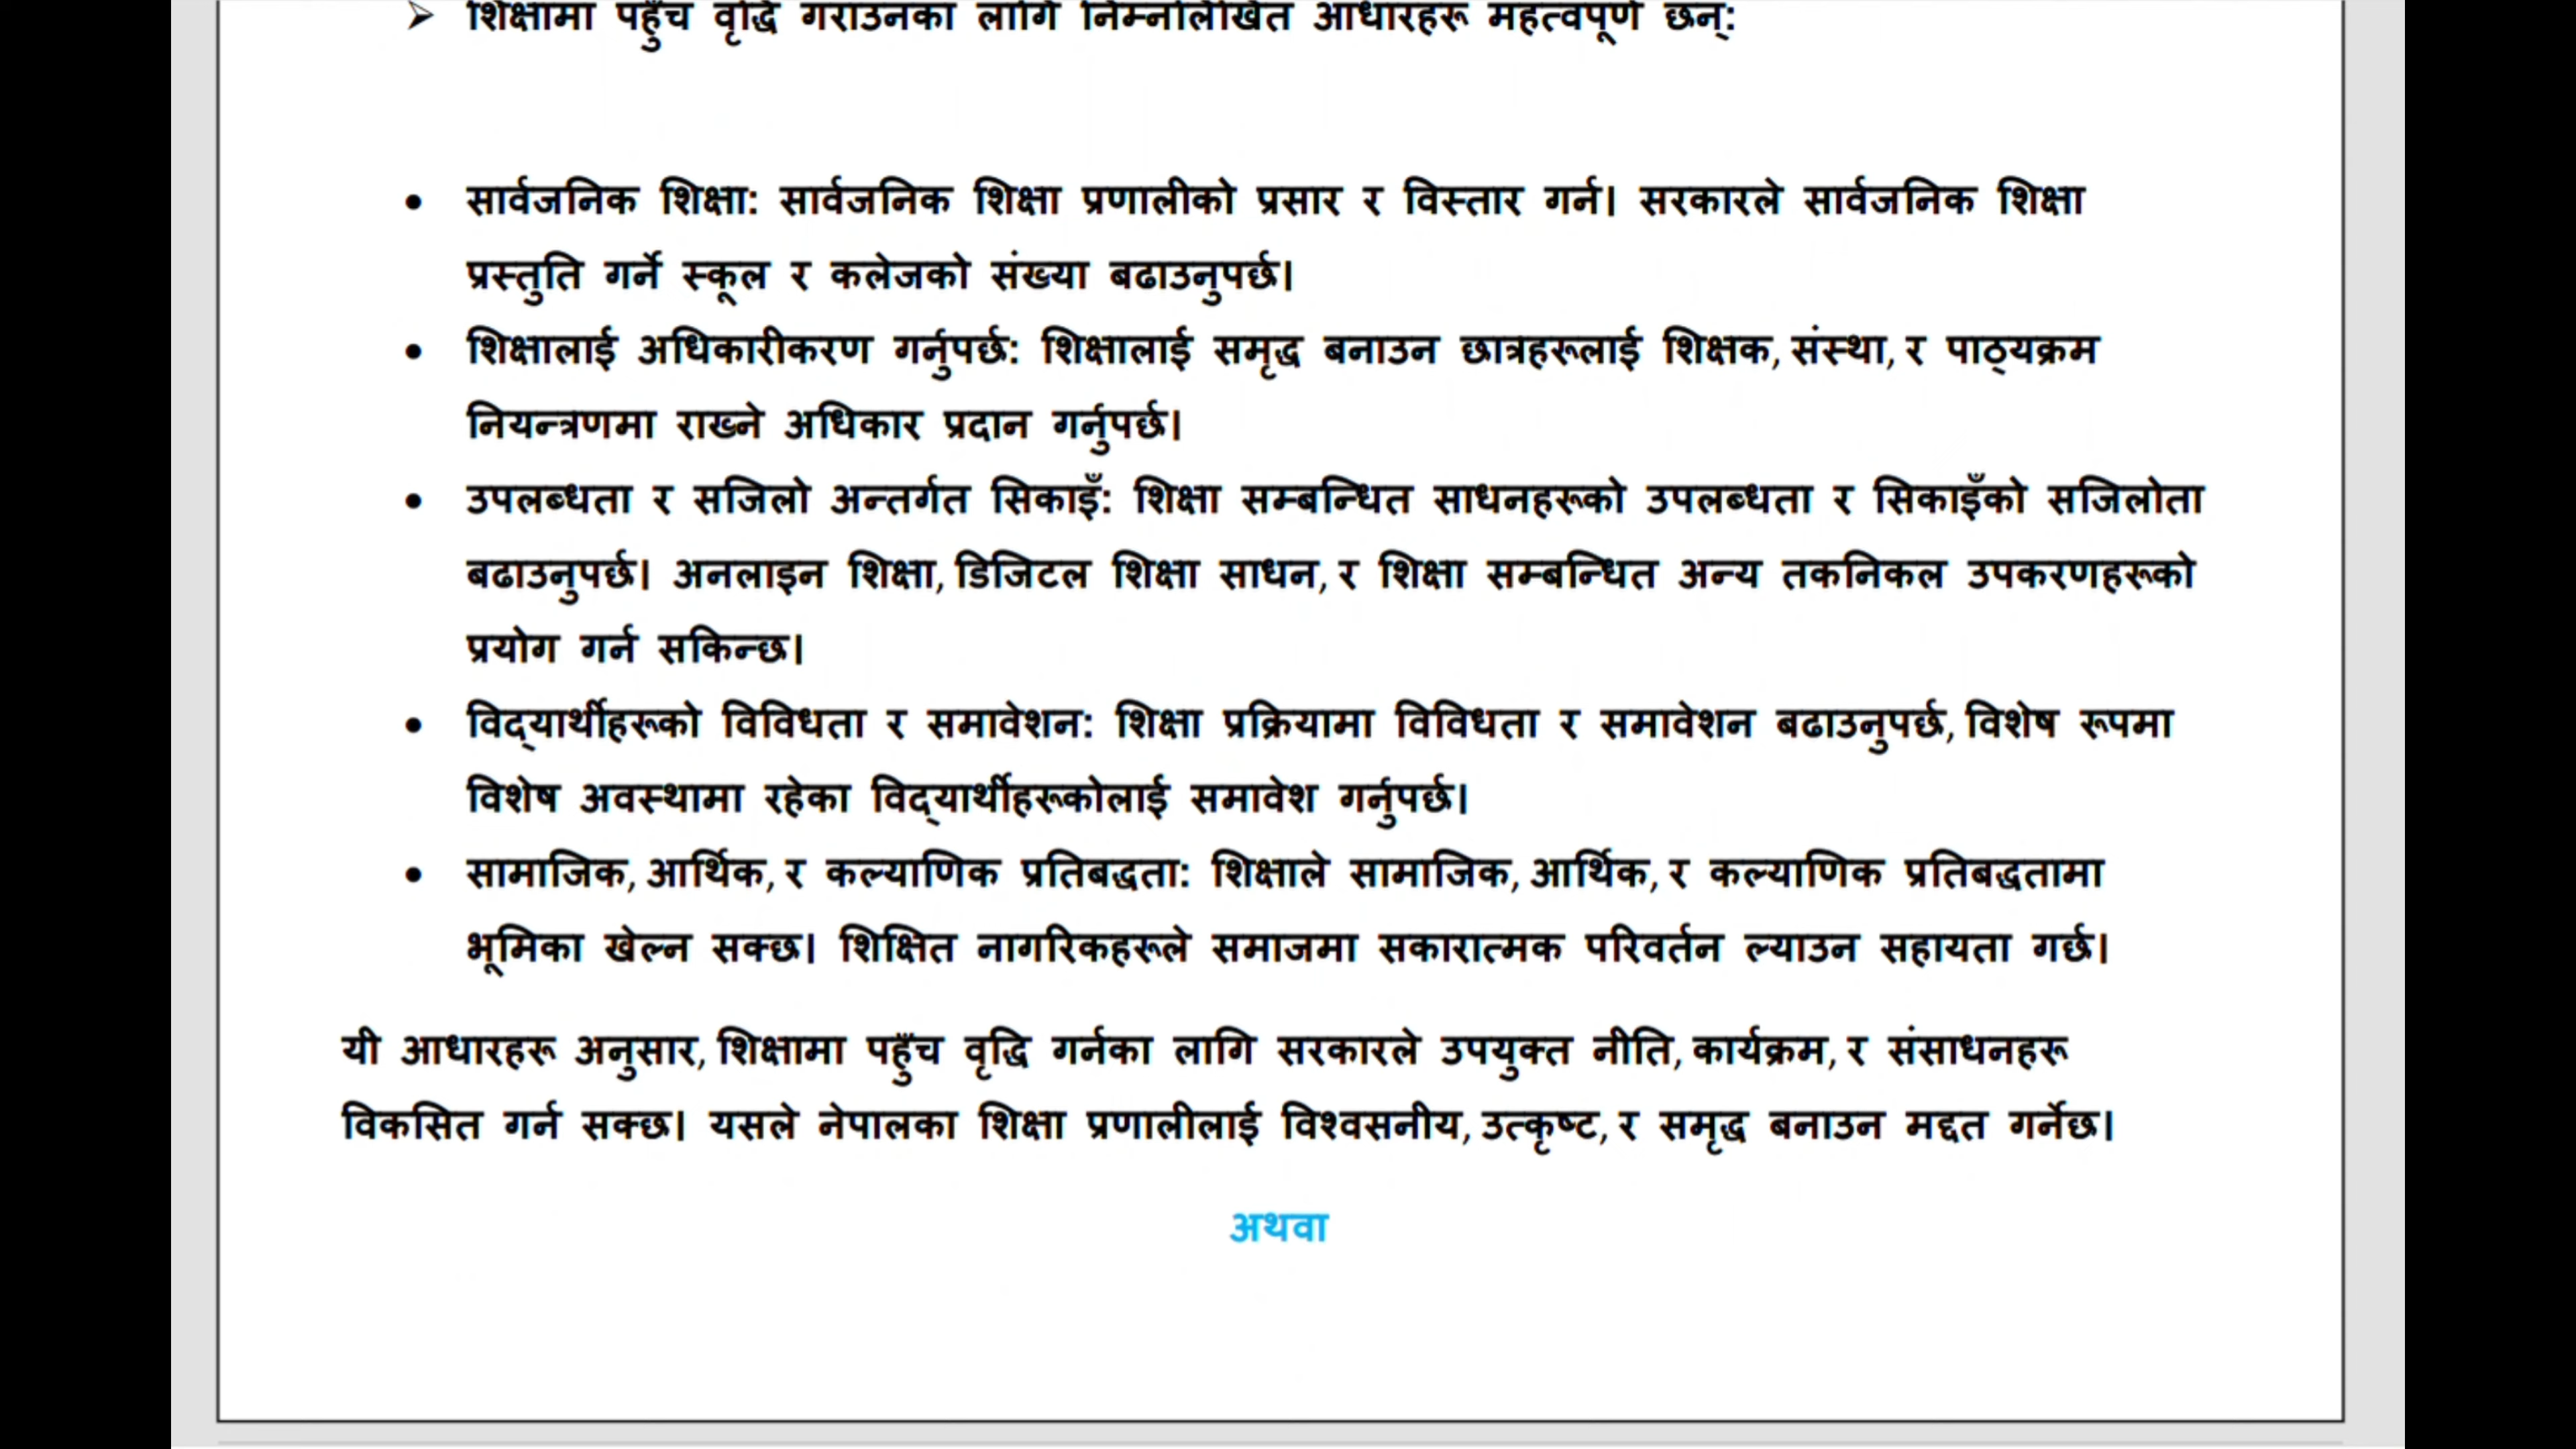 ➢ शिक्षामा पहुँच वृद्धि गराउनका लागि निम्नलिखित आधारहरू महत्वपूर्ण छन्:
• सार्वजनिक शिक्षा: सार्वजनिक शिक्षा प्रणालीको प्रसार र विस्तार गर्न। सरकारले सार्वजनिक शिक्षा
प्रस्तुति गर्ने स्कूल र कलेजको संख्या बढाउनुपर्छ।
• शिक्षालाई अधिकारीकरण गर्नुपर्छ: शिक्षालाई समृद्ध बनाउन छात्रहरूलाई शिक्षक, संस्था, र पाठ्यक्रम
नियन्त्रणमा राख्ने अधिकार प्रदान गर्नुपर्छ।
• उपलब्धता र सजिलो अन्तर्गत सिकाइँ: शिक्षा सम्बन्धित साधनहरूको उपलब्धता र सिकाइँको सजिलोता
बढाउनुपर्छ। अनलाइन शिक्षा, डिजिटल शिक्षा साधन, र शिक्षा सम्बन्धित अन्य तकनिकल उपकरणहरूको
प्रयोग गर्न सकिन्छ।
• विद्यार्थीहरूको विविधता र समावेशन: शिक्षा प्रक्रियामा विविधता र समावेशन बढाउनुपर्छ, विशेष रूपमा
विशेष अवस्थामा रहेका विद्यार्थीहरूकोलाई समावेश गर्नुपर्छ।
• सामाजिक, आर्थिक, र कल्याणिक प्रतिबद्धता: शिक्षाले सामाजिक, आर्थिक, र कल्याणिक प्रतिबद्धतामा
भूमिका खेल्न सक्छ। शिक्षित नागरिकहरूले समाजमा सकारात्मक परिवर्तन ल्याउन सहायता गर्छ।
यी आधारहरू अनुसार, शिक्षामा पहुँच वृद्धि गर्नका लागि सरकारले उपयुक्त नीति, कार्यक्रम, र संसाधनहरू
विकसित गर्न सक्छ। यसले नेपालका शिक्षा प्रणालीलाई विश्वसनीय, उत्कृष्ट, र समृद्ध बनाउन मद्दत गर्नेछ।
अथवा